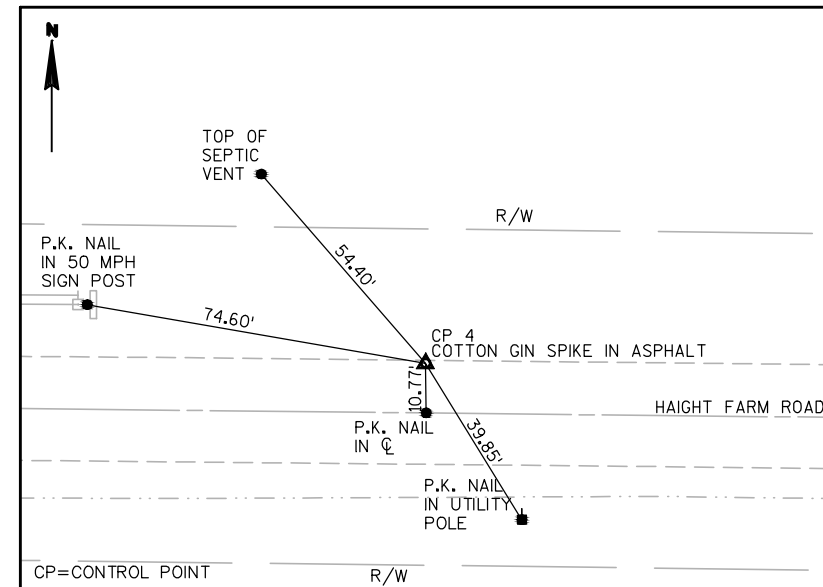 N
TOP OF
SEPTIC
VENT
R/W
P.K. NAIL
IN 50 MPH
SIGN POST
54.40'
74.60'
CP 4
COTTON GIN SPIKE IN ASPHALT
10.77'
HAIGHT FARM ROAD
P.K. NAIL
IN ℄
39.85'
P.K. NAIL
IN UTILITY
POLE
CP=CONTROL POINT
R/W